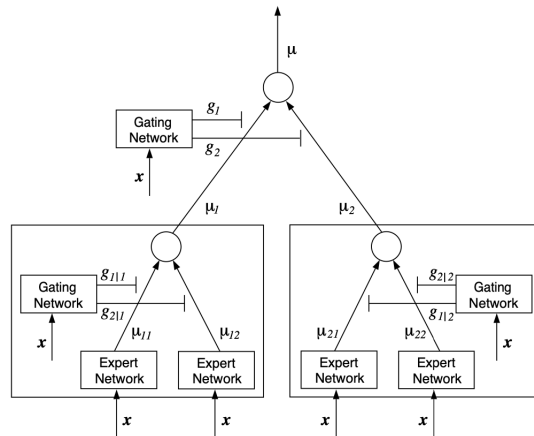 μ
g1
Gating
Network
g2
x
μ1
μ2
g1|1
g2|2
Gating
Network
Gating
Network
g2|1
g1|2
μ11
μ12
μ21
μ22
x
x
Expert
Network
Expert
Network
Expert
Network
Expert
Network
x
x
x
x